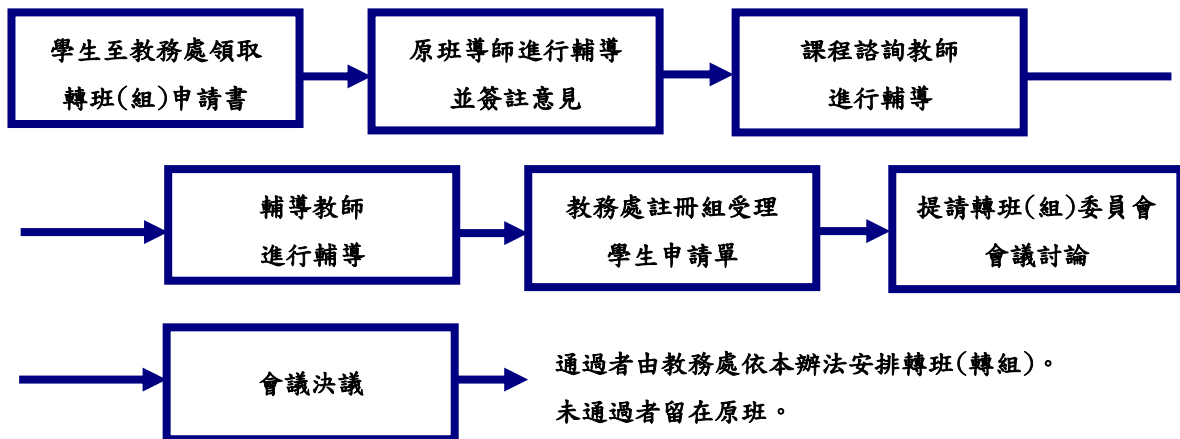 學生至教務處領取
轉班(組)申請書
原班導師進行輔導
並簽註意見
課程諮詢教師
進行輔導
輔導教師
進行輔導
教務處註冊組受理
學生申請單
提請轉班(組)委員會
會議討論
會議決議
通過者由教務處依本辦法安排轉班(轉組)。
未通過者留在原班。